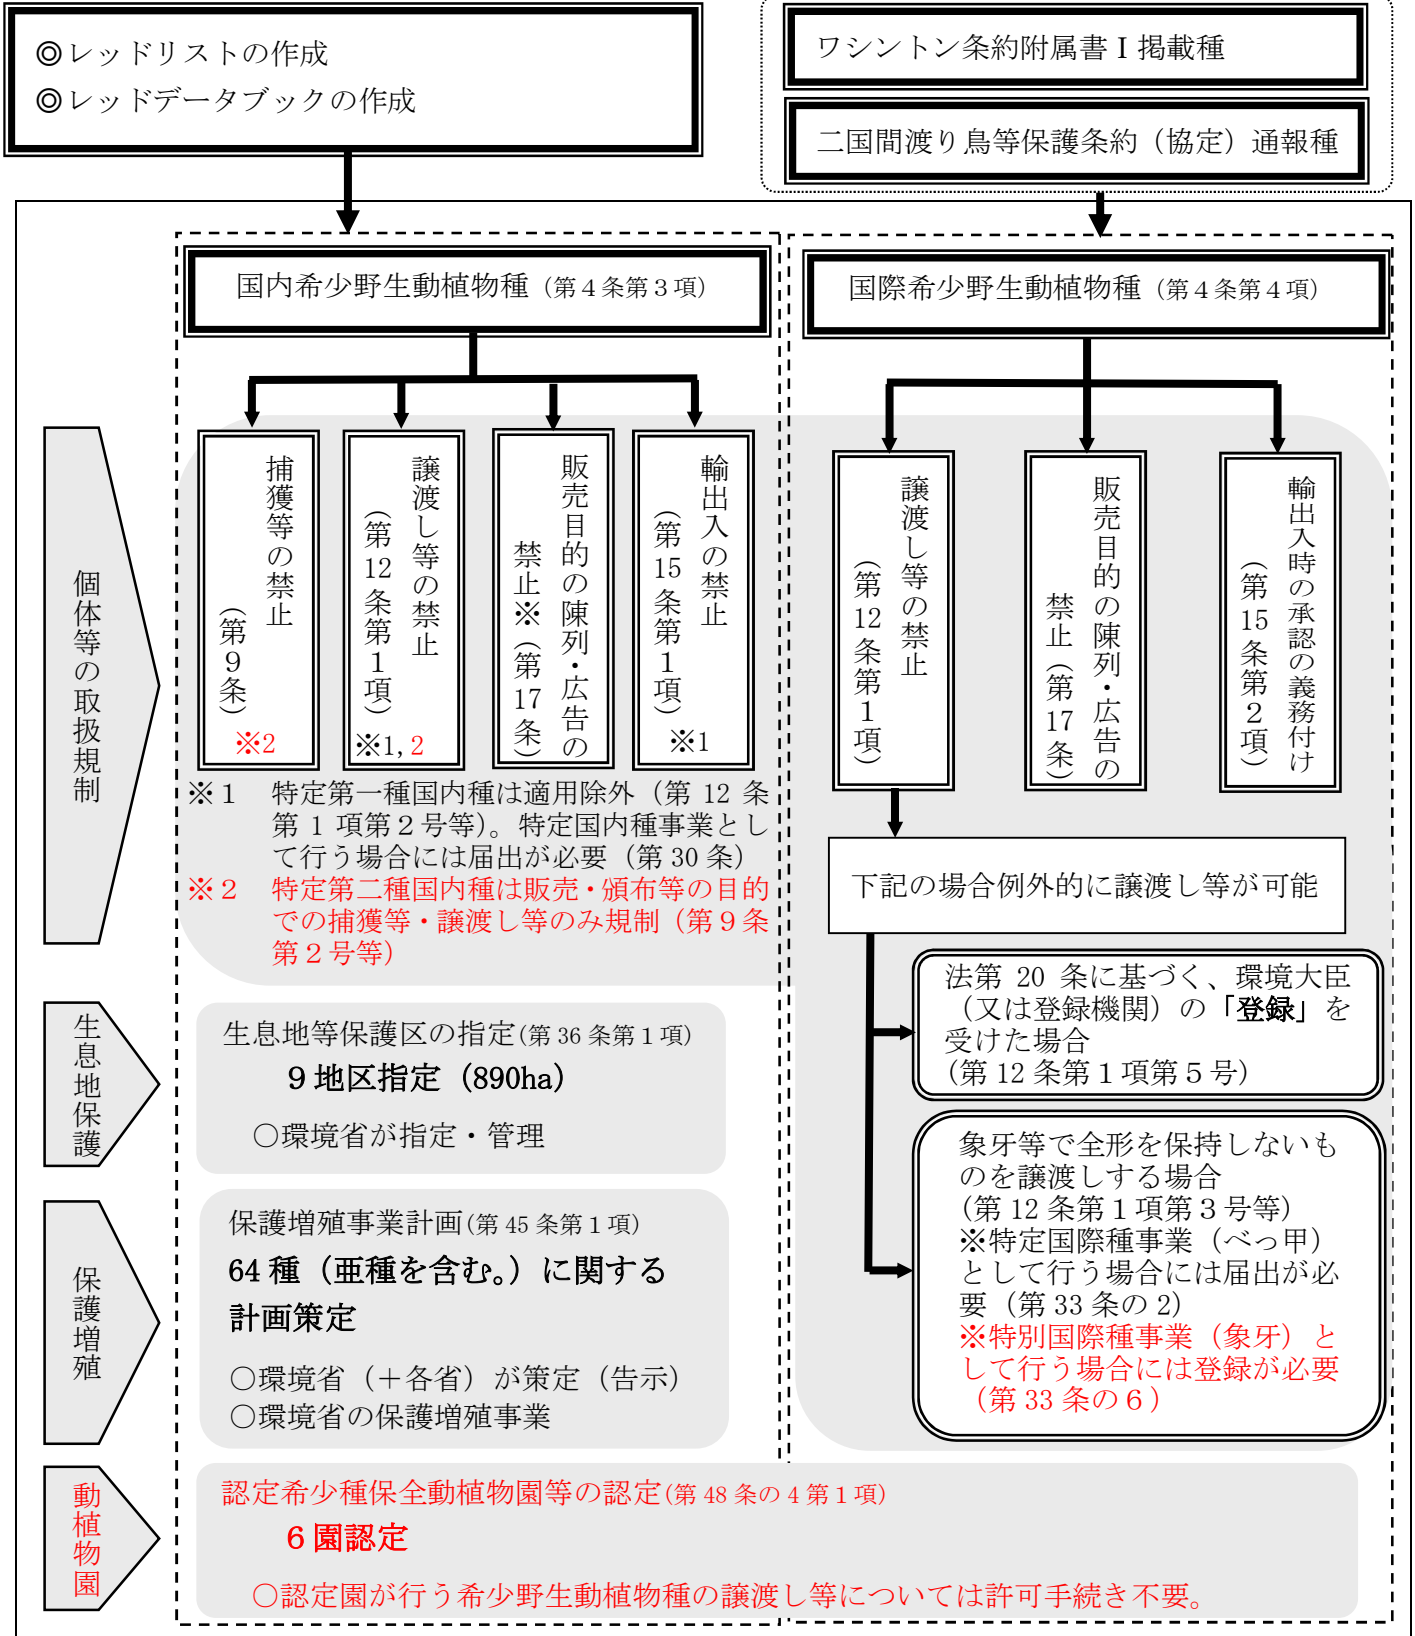 ◎レッドリストの作成
◎レッドデータブックの作成
ワシントン条約附属書Ⅰ掲載種
二国間渡り鳥等保護条約（協定）通報種
国内希少野生動植物種（第４条第３項）
国際希少野生動植物種（第４条第４項）
個体等の取扱規制
捕獲等の禁止
（第９条）
※2
譲渡し等の禁止
（第12条第１項）
※1,2
販売目的の陳列・広告の
禁止※（第17条）
輸出入の禁止
（第15条第１項）
※1
譲渡し等の禁止
（第12条第１項）
販売目的の陳列・広告の
禁止（第17条）
輸出入時の承認の義務付け
（第15条第２項）
※１　特定第一種国内種は適用除外（第 12 条
第１項第２号等）。特定国内種事業とし
て行う場合には届出が必要（第 30 条）
※２　特定第二種国内種は販売・頒布等の目的
での捕獲等・譲渡し等のみ規制（第９条
第２号等）
下記の場合例外的に譲渡し等が可能
法第 20 条に基づく、環境大臣
（又は登録機関）の「登録」を
受けた場合
(第 12 条第１項第５号)
象牙等で全形を保持しないも
のを譲渡しする場合
(第 12 条第１項第３号等)
※特定国際種事業（べっ甲）
として行う場合には届出が必
要（第 33 条の 2）
※特別国際種事業（象牙）と
して行う場合には登録が必要
（第 33 条の６）
生息地保護
生息地等保護区の指定(第 36 条第１項)
９地区指定（890ha）
○環境省が指定・管理
保護増殖
保護増殖事業計画(第 45 条第１項)
64 種（亜種を含む。）に関する
計画策定
○環境省（＋各省）が策定（告示）
○環境省の保護増殖事業
動植物園
認定希少種保全動植物園等の認定(第 48 条の 4 第１項)
６園認定
○認定園が行う希少野生動植物種の譲渡し等については許可手続き不要。